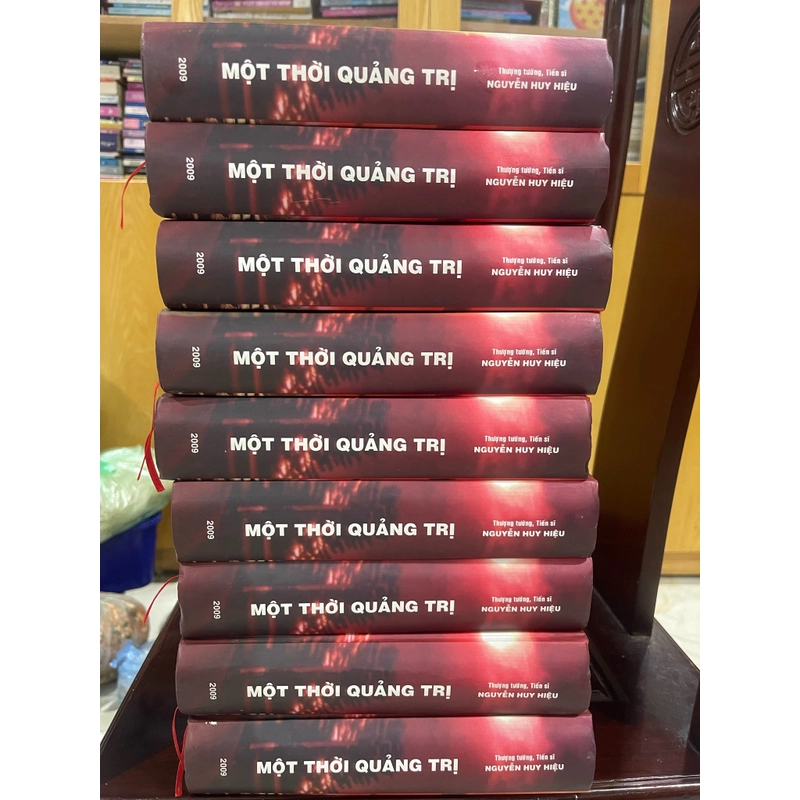 2009
MỘT THỜI QUẢNG TRỊ
Thượng tướng, Tiến sĩ
NGUYỄN HUY HIỆU
2009
MỘT THỜI QUẢNG TRỊ
Thượng tướng, Tiến sĩ
NGUYỄN HUY HIỆU
2009
MỘT THỜI QUẢNG TRỊ
Thượng tướng, Tiến sĩ
NGUYỄN HUY HIỆU
2009
MỘT THỜI QUẢNG TRỊ
Thượng tướng, Tiến sĩ
NGUYỄN HUY HIỆU
2009
MỘT THỜI QUẢNG TRỊ
Thượng tướng, Tiến sĩ
NGUYỄN HUY HIỆU
2009
MỘT THỜI QUẢNG TRỊ
Thượng tướng, Tiến sĩ
NGUYỄN HUY HIỆU
2009
MỘT THỜI QUẢNG TRỊ
Thượng tướng, Tiến sĩ
NGUYỄN HUY HIỆU
2009
MỘT THỜI QUẢNG TRỊ
Thượng tướng, Tiến sĩ
NGUYỄN HUY HIỆU
2009
MỘT THỜI QUẢNG TRỊ
Thượng tướng, Tiến sĩ
NGUYỄN HUY HIỆU